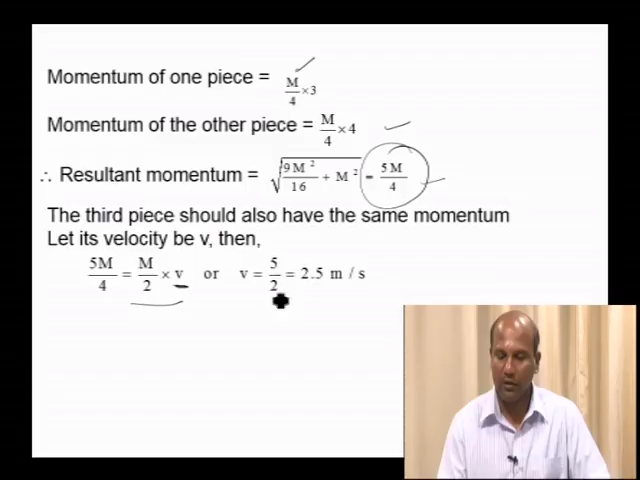 Momentum of one piece = M/4 × 3
Momentum of the other piece = M/4 × 4
∴ Resultant momentum = √(9M²/16 + M²) = 5M/4
The third piece should also have the same momentum
Let its velocity be v, then,
5M/4 = M/2 × v or v = 5/2 = 2.5 m / s